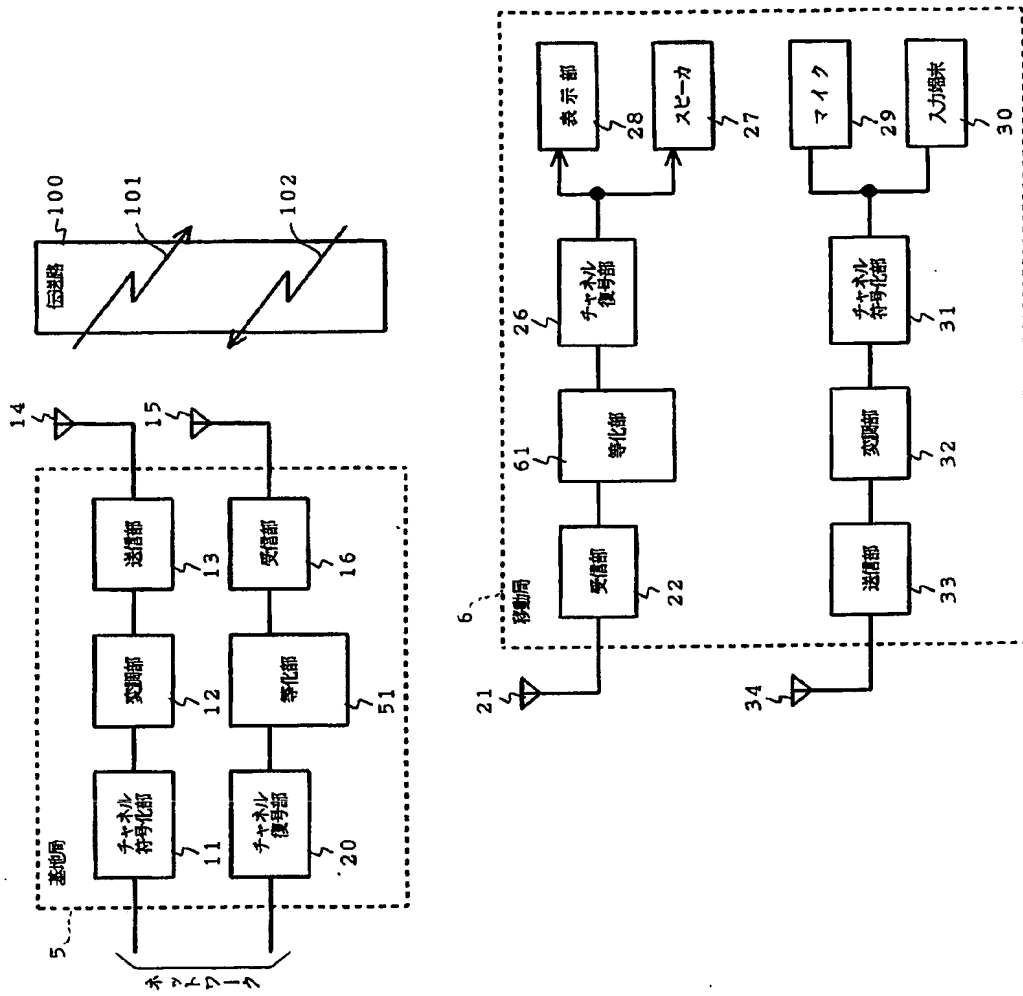 5
基地局
ネットワーク
チャネル
符号化部
11
変調部
12
送信部
13
14
チャネル
復号部
20
等化部
51
受信部
16
15
伝送路
100
101
102
6
移動局
21
受信部
22
等化部
61
チャネル
復号部
26
表示部
28
スピーカ
27
34
送信部
33
変調部
32
チャネル
符号化部
31
マイク
29
入力端末
30